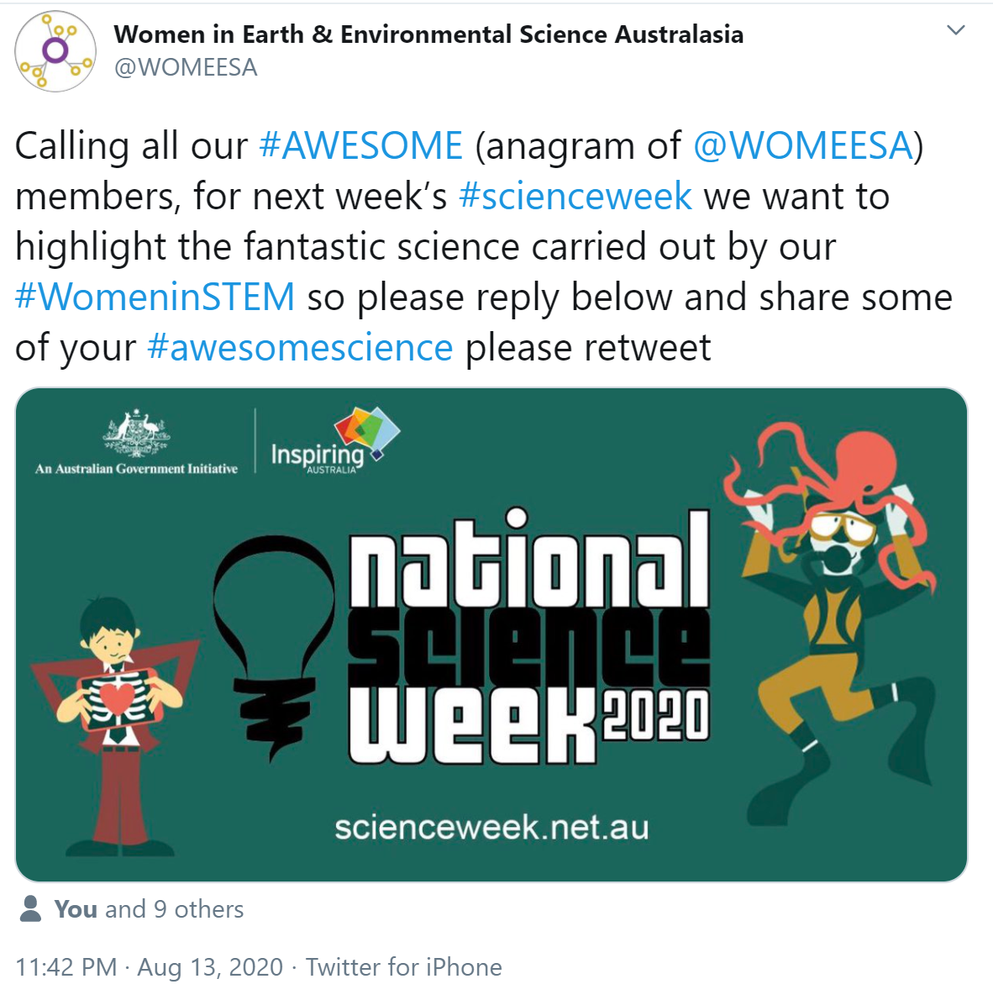 Women in Earth & Environmental Science Australasia
@WOMEESA
Calling all our #AWESOME (anagram of @WOMEESA)
members, for next week’s #scienceweek we want to
highlight the fantastic science carried out by our
#WomeninSTEM so please reply below and share some
of your #awesomescience please retweet
An Australian Government Initiative
Inspiring
AUSTRALIA
national
science
week 2020
scienceweek.net.au
You and 9 others
11:42 PM · Aug 13, 2020 · Twitter for iPhone